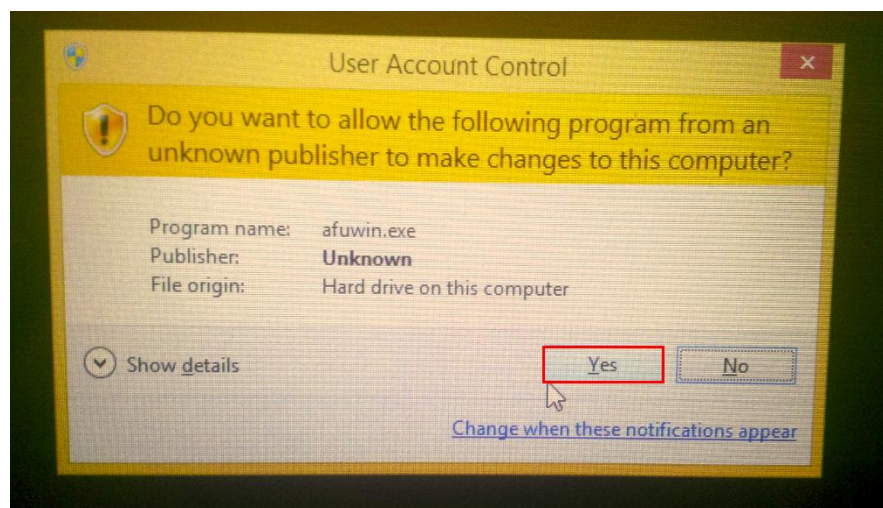 User Account Control
Do you want to allow the following program from an
unknown publisher to make changes to this computer?
Program name: afuwin.exe
Publisher: Unknown
File origin: Hard drive on this computer
Show details
Yes
No
Change when these notifications appear